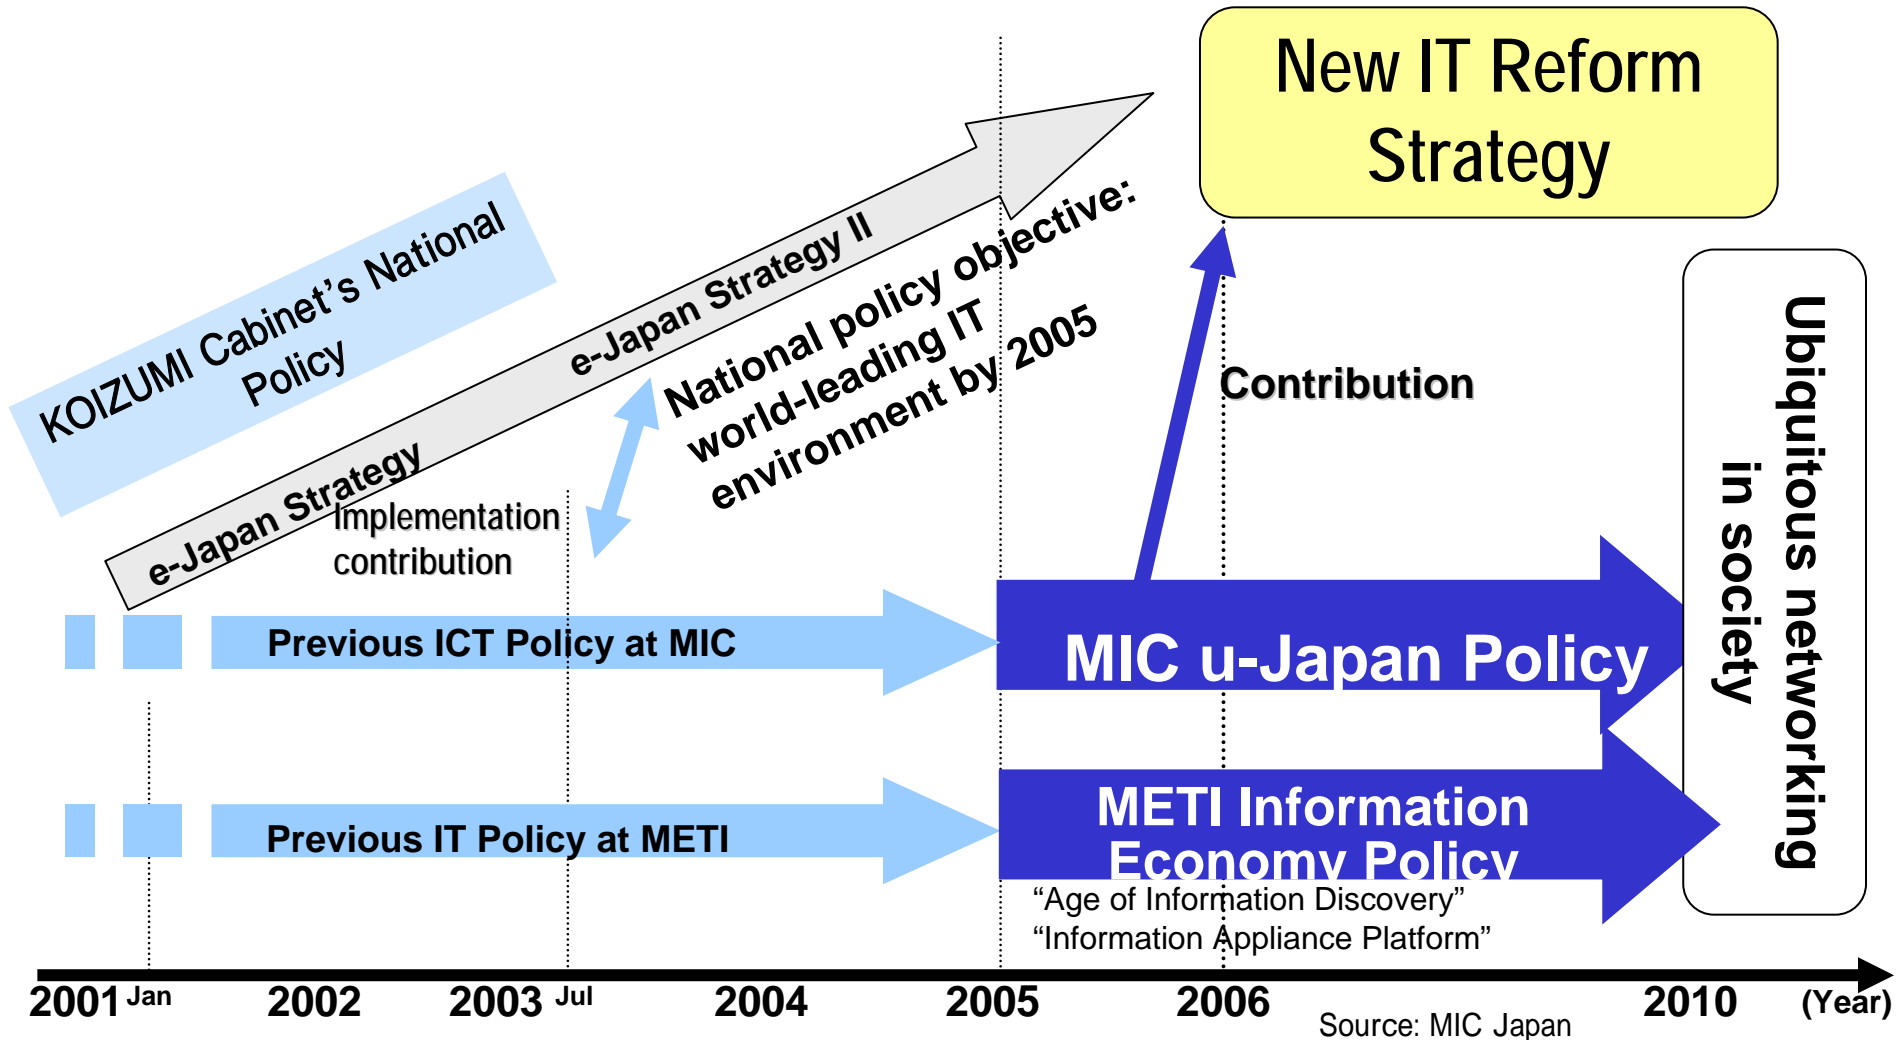 New IT Reform
Strategy
KOIZUMI Cabinet's National
Policy
e-Japan Strategy
e-Japan Strategy II
National policy objective:
world-leading IT
environment by 2005
Implementation
contribution
Contribution
Previous ICT Policy at MIC
MIC u-Japan Policy
Previous IT Policy at METI
METI Information
Economy Policy
“Age of Information Discovery”
“Information Appliance Platform”
Ubiquitous networking
in society
2001 Jan 2002 2003 Jul 2004 2005 2006 2010 (Year)
Source: MIC Japan